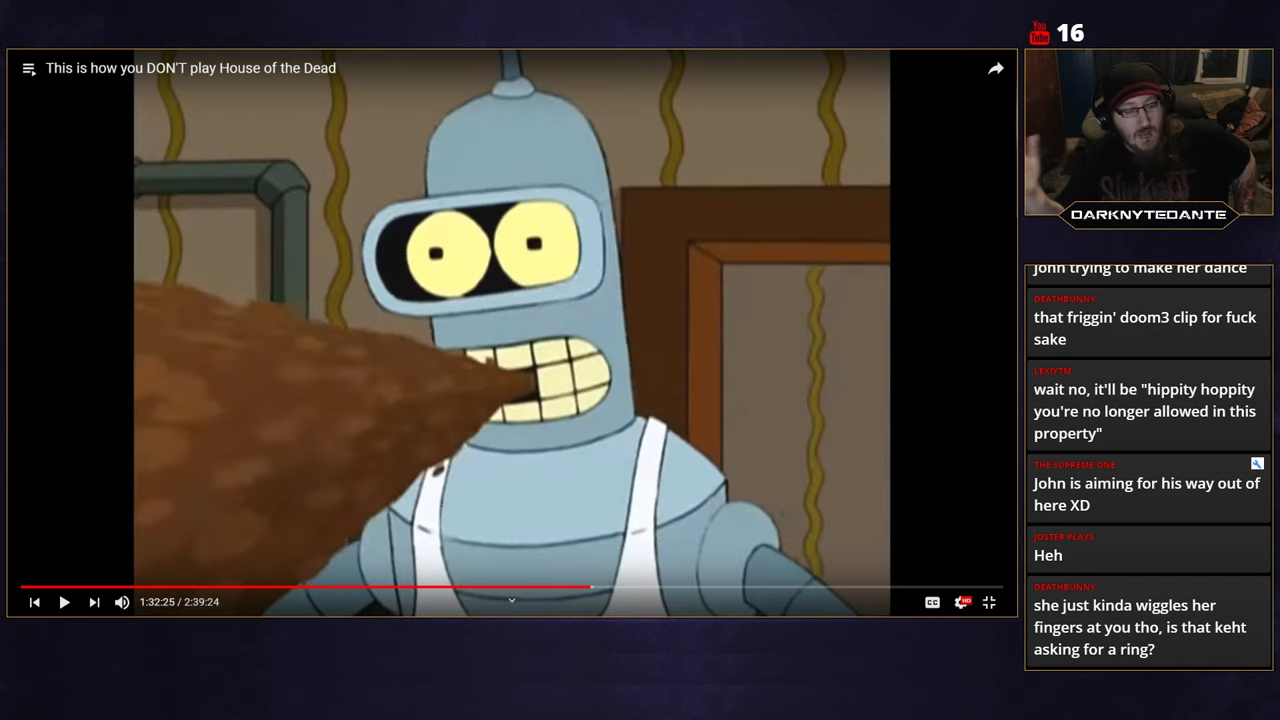 This is how you DON'T play House of the Dead
1:32:25 / 2:39:24
CC
HD
You
Tube
16
DARKNYTEDANTE
john trying to make her dance
DEATHBUNNY
that friggin' doom3 clip for fuck
sake
LEXIYTM
wait no, it'll be "hippity hoppity
you're no longer allowed in this
property"
THE SUPREME ONE
John is aiming for his way out of
here XD
JOSTER PLAYS
Heh
DEATHBUNNY
she just kinda wiggles her
fingers at you tho, is that keht
asking for a ring?